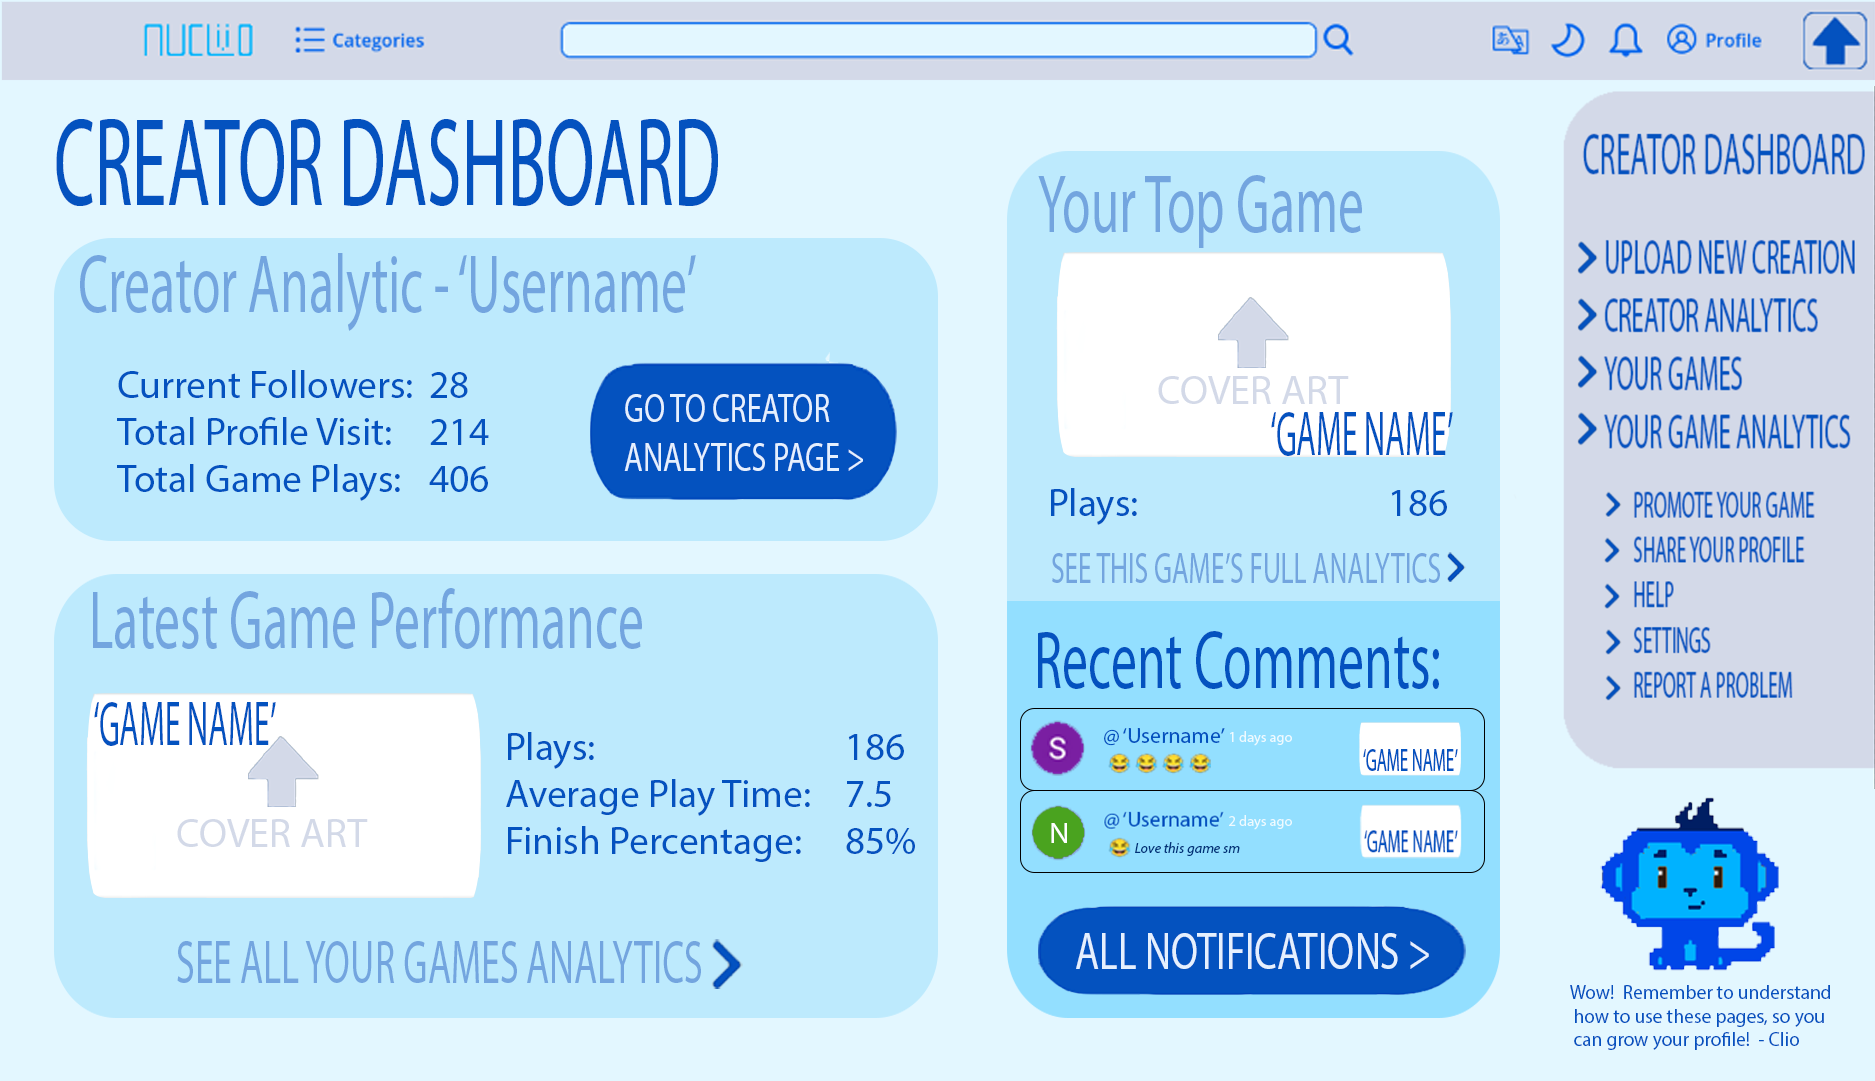 NUCLIO
Categories
Profile
CREATOR DASHBOARD
Creator Analytic - ‘Username’
Current Followers: 28
Total Profile Visit: 214
Total Game Plays: 406
GO TO CREATOR
ANALYTICS PAGE >
Latest Game Performance
‘GAME NAME’
COVER ART
Plays: 186
Average Play Time: 7.5
Finish Percentage: 85%
SEE ALL YOUR GAMES ANALYTICS
Your Top Game
COVER ART
‘GAME NAME’
Plays: 186
SEE THIS GAME’S FULL ANALYTICS
Recent Comments:
S
@ ‘Username’ 1 days ago
😂 😂 😂 😂
‘GAME NAME’
N
@ ‘Username’ 2 days ago
😂 Love this game sm
‘GAME NAME’
ALL NOTIFICATIONS >
CREATOR DASHBOARD
UPLOAD NEW CREATION
CREATOR ANALYTICS
YOUR GAMES
YOUR GAME ANALYTICS
PROMOTE YOUR GAME
SHARE YOUR PROFILE
HELP
SETTINGS
REPORT A PROBLEM
Wow! Remember to understand
how to use these pages, so you
can grow your profile! - Clio